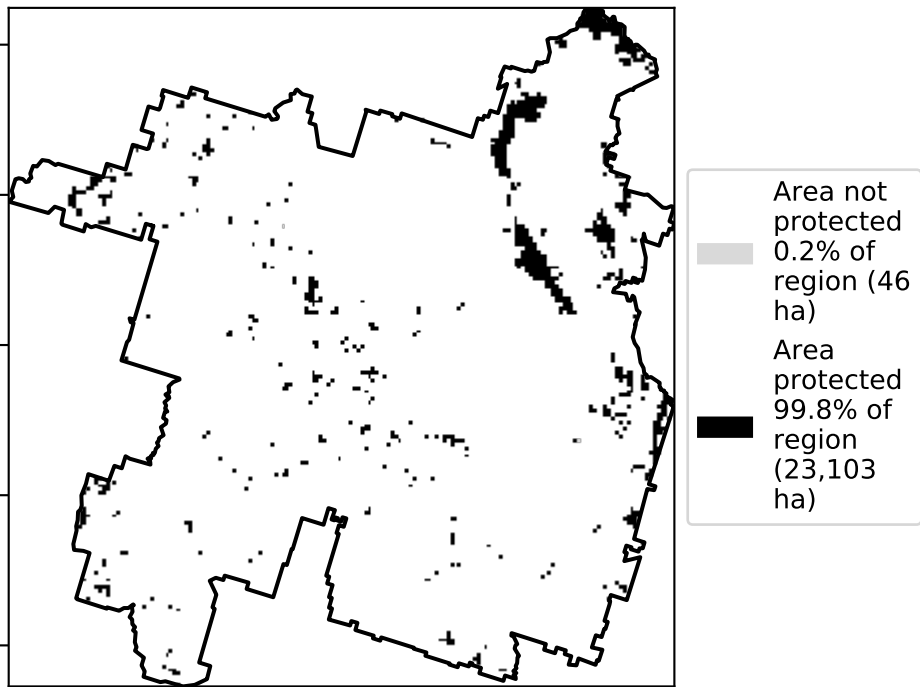 Area not
protected
0.2% of
region (46
ha)
Area
protected
99.8% of
region
(23,103
ha)